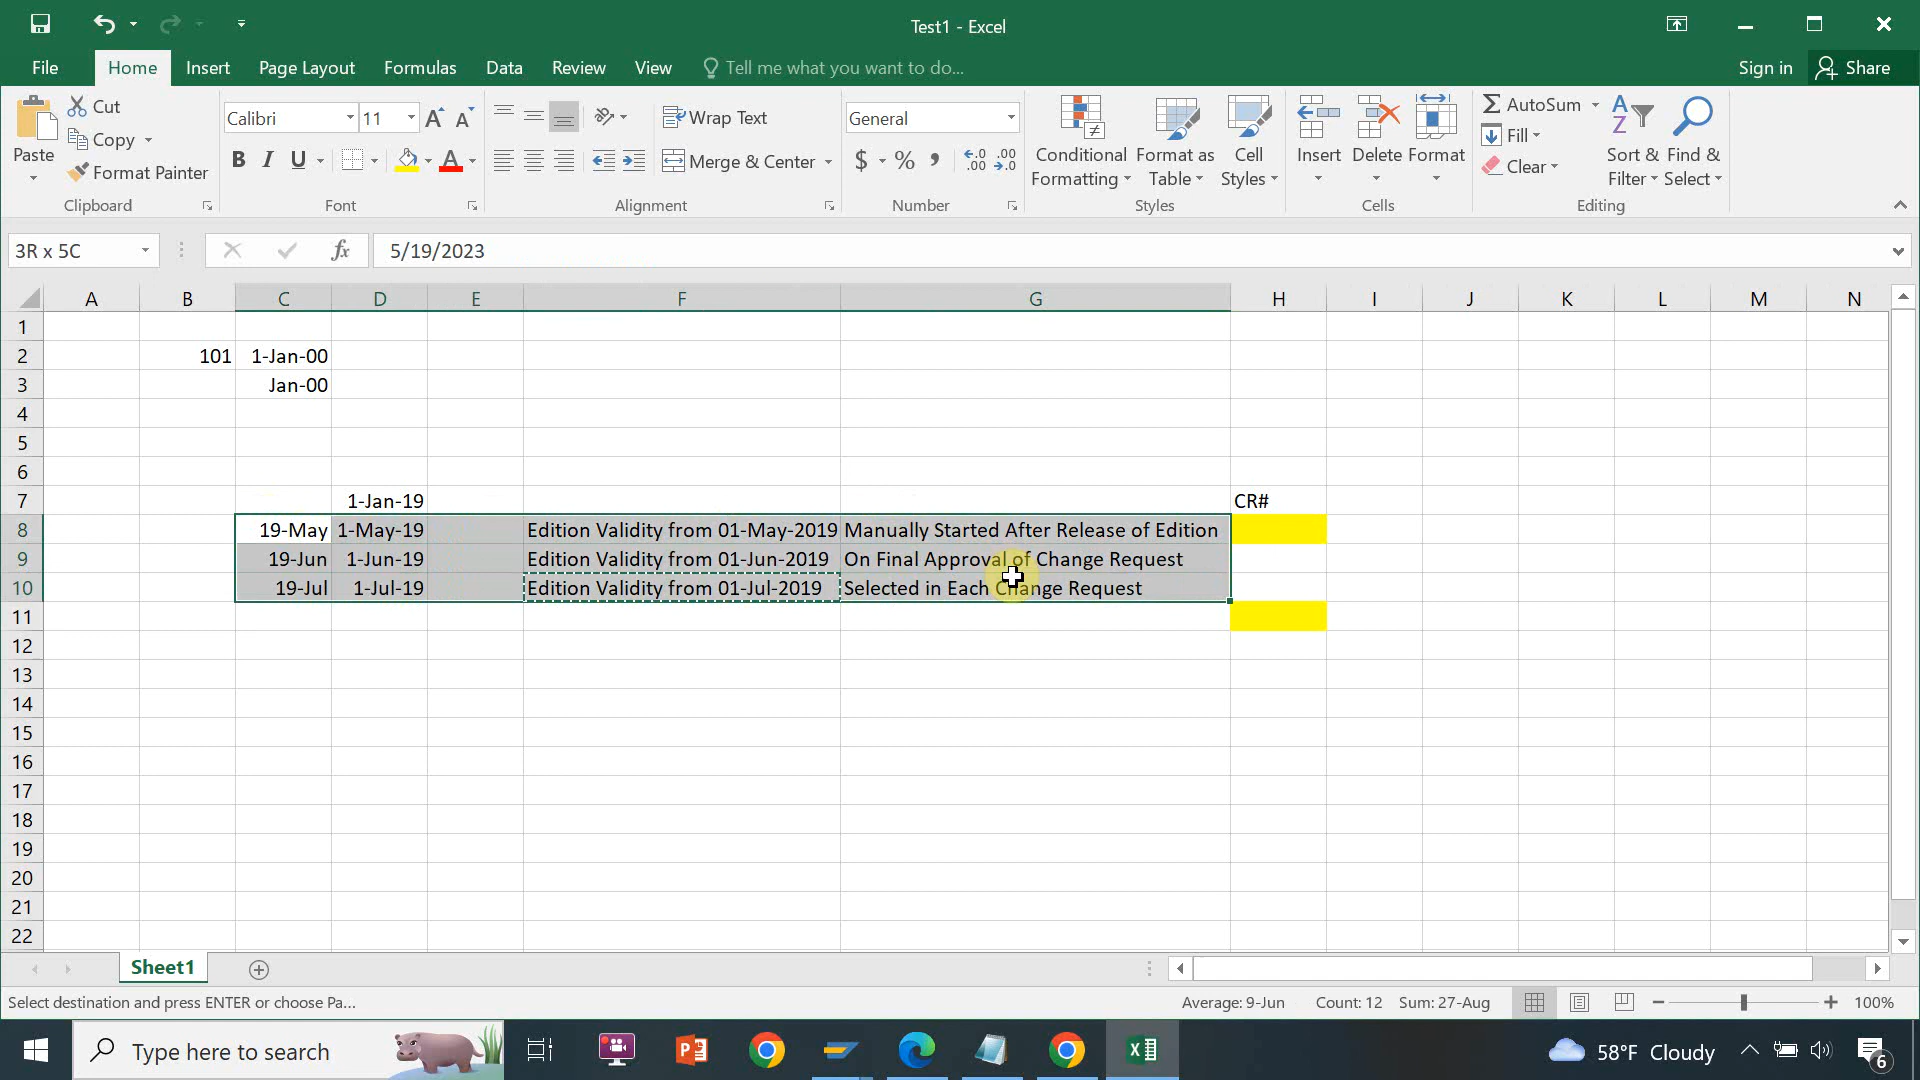 Test1 - Excel
File Home Insert Page Layout Formulas Data Review View Tell me what you want to do... Sign in Share
Paste
Cut
Copy
Format Painter
Clipboard
Calibri 11 A A
B I U A
Font
Wrap Text
Merge & Center
Alignment
General
$ % , .0 .00 .00 .0
Number
Conditional Formatting
Format as Table
Cell Styles
Styles
Insert Delete Format
Cells
AutoSum
Fill
Clear
Sort & Filter
Find & Select
Editing
3R x 5C fx 5/19/2023
A B C D E F G H I J K L M N
1
2 101 1-Jan-00
3 Jan-00
4
5
6
7 1-Jan-19 CR#
8 19-May 1-May-19 Edition Validity from 01-May-2019 Manually Started After Release of Edition
9 19-Jun 1-Jun-19 Edition Validity from 01-Jun-2019 On Final Approval of Change Request
10 19-Jul 1-Jul-19 Edition Validity from 01-Jul-2019 Selected in Each Change Request
11
12
13
14
15
16
17
18
19
20
21
22
Sheet1
Select destination and press ENTER or choose Pa... Average: 9-Jun Count: 12 Sum: 27-Aug 100%
Type here to search 58°F Cloudy 6